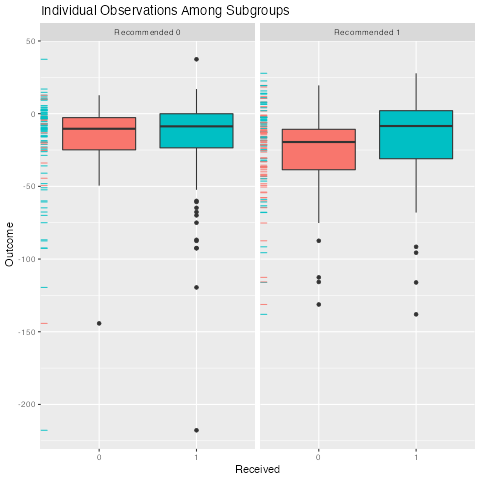 Individual Observations Among Subgroups
Recommended 0
Recommended 1
50
0
-50
-100
-150
-200
Outcome
0
1
0
1
Received